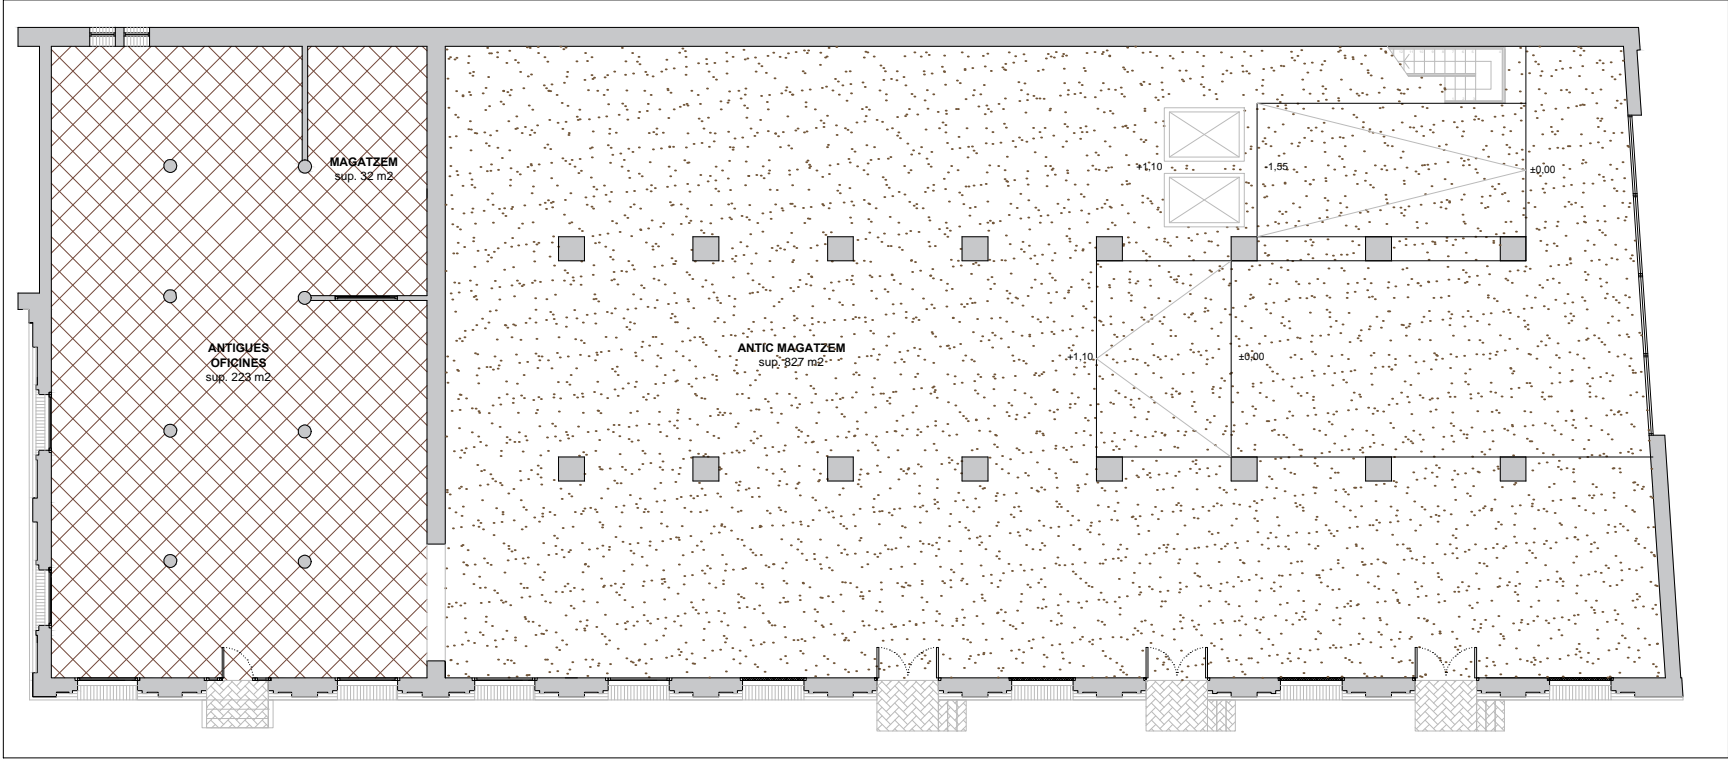 MAGATZEM
sup. 32 m2
+1,10
-1,55
±0,00
ANTIGUES
OFICINES
sup. 223 m2
ANTIC MAGATZEM
sup. 827 m2
+1,10
±0,00